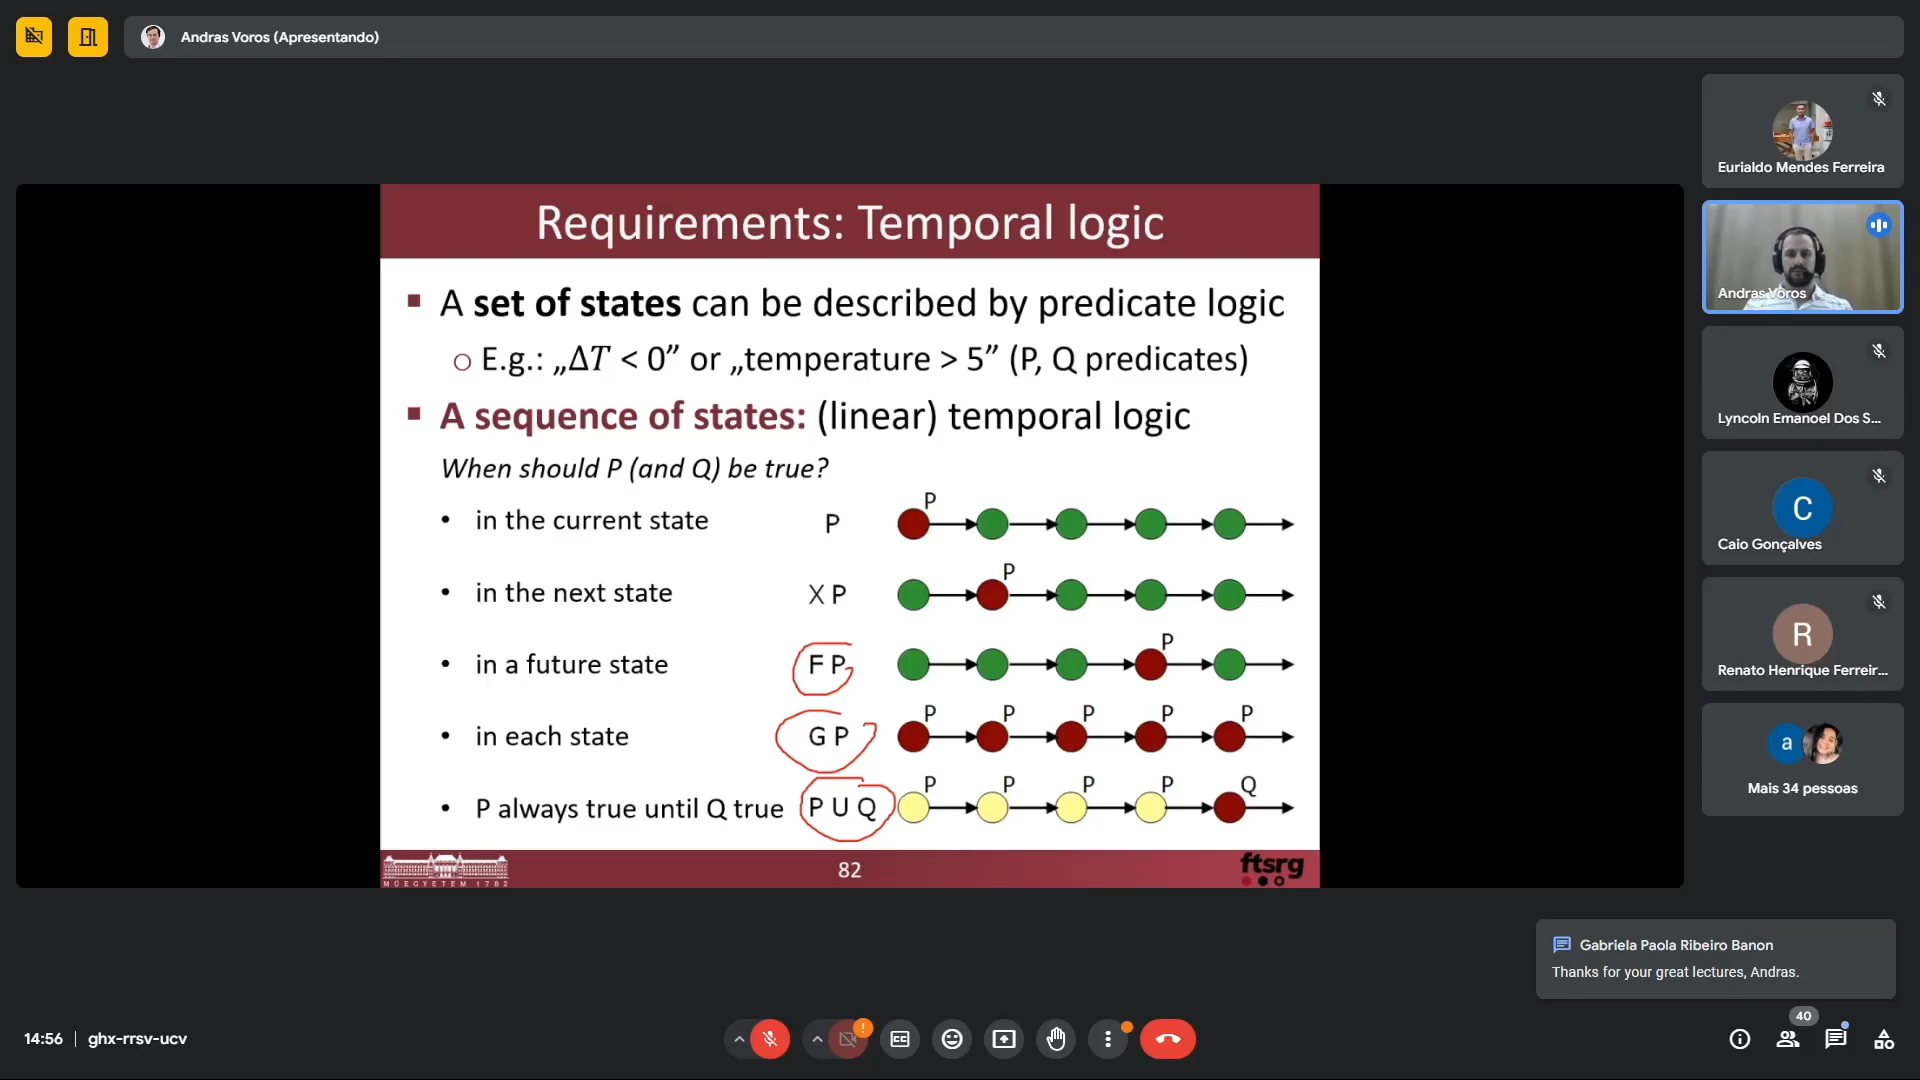 Andras Voros (Apresentando)
Requirements: Temporal logic
▪ A set of states can be described by predicate logic
o E.g.: „ΔT < 0” or „temperature > 5” (P, Q predicates)
▪ A sequence of states: (linear) temporal logic
When should P (and Q) be true?
• in the current state P
P
• in the next state X P
P
• in a future state F P
P
• in each state G P
P P P P P
• P always true until Q true P U Q
P P P P Q
MŰEGYETEM 1782
82
ftsrg
Eurialdo Mendes Ferreira
Andras Voros
Lyncoln Emanoel Dos S...
C
Caio Gonçalves
R
Renato Henrique Ferreir...
a
Mais 34 pessoas
Gabriela Paola Ribeiro Banon
Thanks for your great lectures, Andras.
14:56 | ghx-rrsv-ucv
!
40